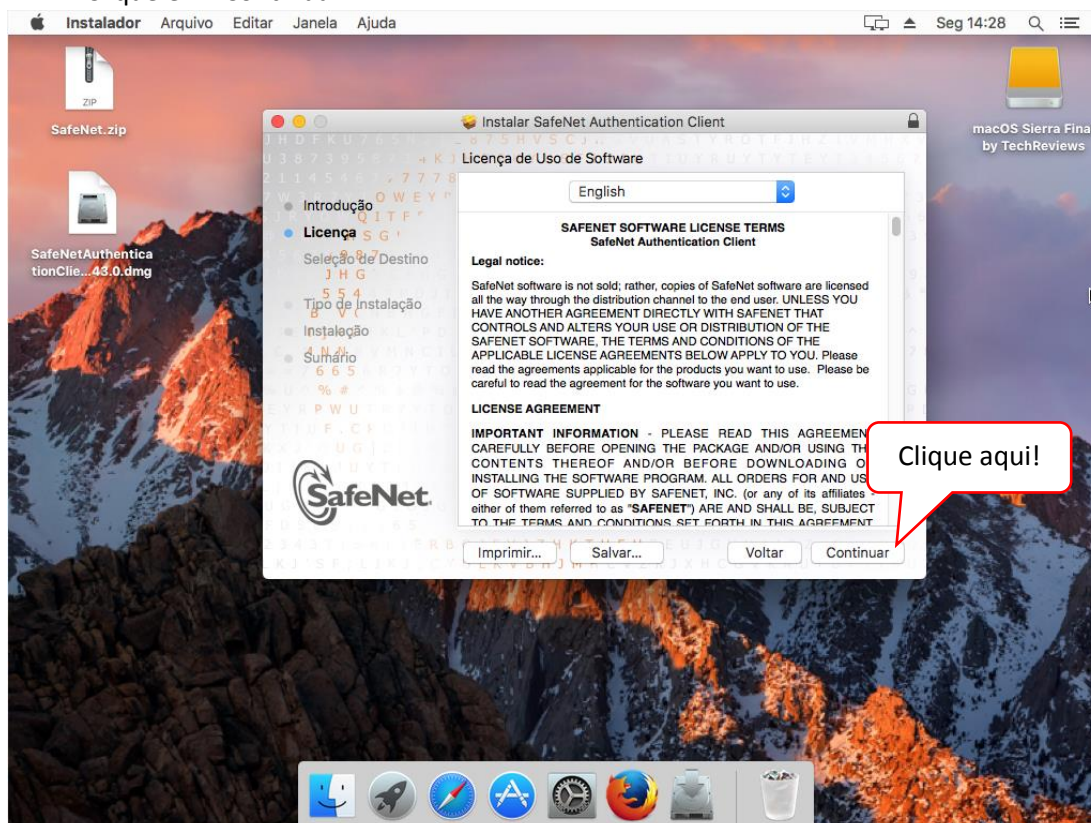 Instalador Arquivo Editar Janela Ajuda
Seg 14:28
ZIP
SafeNet.zip
SafeNetAuthentica
tionClie...43.0.dmg
macOS Sierra Fina
by TechReviews
Instalar SafeNet Authentication Client
Licença de Uso de Software
Introdução
Licença
Seleção de Destino
Tipo de Instalação
Instalação
Sumário
SafeNet.
English
SAFENET SOFTWARE LICENSE TERMS
SafeNet Authentication Client
Legal notice:
SafeNet software is not sold; rather, copies of SafeNet software are licensed
all the way through the distribution channel to the end user. UNLESS YOU
HAVE ANOTHER AGREEMENT DIRECTLY WITH SAFENET THAT
CONTROLS AND ALTERS YOUR USE OR DISTRIBUTION OF THE
SAFENET SOFTWARE, THE TERMS AND CONDITIONS OF THE
APPLICABLE LICENSE AGREEMENTS BELOW APPLY TO YOU. Please
read the agreements applicable for the products you want to use. Please be
careful to read the agreement for the software you want to use.
LICENSE AGREEMENT
IMPORTANT INFORMATION - PLEASE READ THIS AGREEMEN
CAREFULLY BEFORE OPENING THE PACKAGE AND/OR USING TH
CONTENTS THEREOF AND/OR BEFORE DOWNLOADING O
INSTALLING THE SOFTWARE PROGRAM. ALL ORDERS FOR AND US
OF SOFTWARE SUPPLIED BY SAFENET, INC. (or any of its affiliates -
either of them referred to as "SAFENET") ARE AND SHALL BE, SUBJECT
TO THE TERMS AND CONDITIONS SET FORTH IN THIS AGREEMENT
Clique aqui!
Imprimir... Salvar... Voltar Continuar